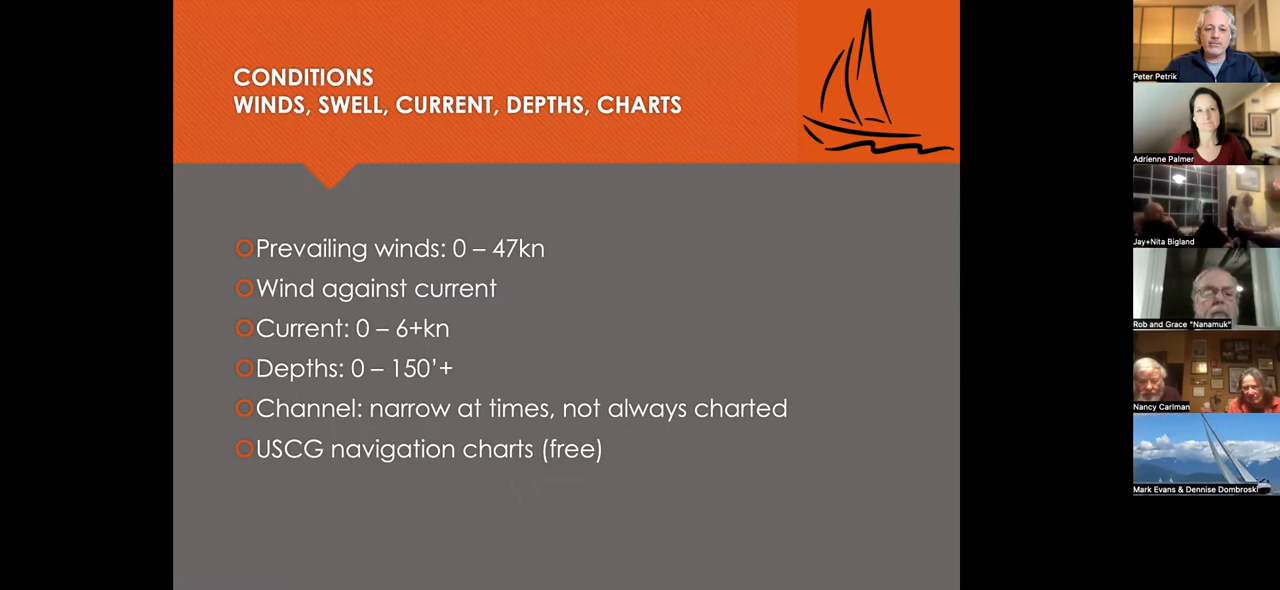 CONDITIONS
WINDS, SWELL, CURRENT, DEPTHS, CHARTS
Prevailing winds: 0 – 47kn
Wind against current
Current: 0 – 6+kn
Depths: 0 – 150’+
Channel: narrow at times, not always charted
USCG navigation charts (free)
Peter Petrik
Adrienne Palmer
Jay+Nita Bigland
Rob and Grace "Nanamuk"
Nancy Carlman
Mark Evans & Dennise Dombroski